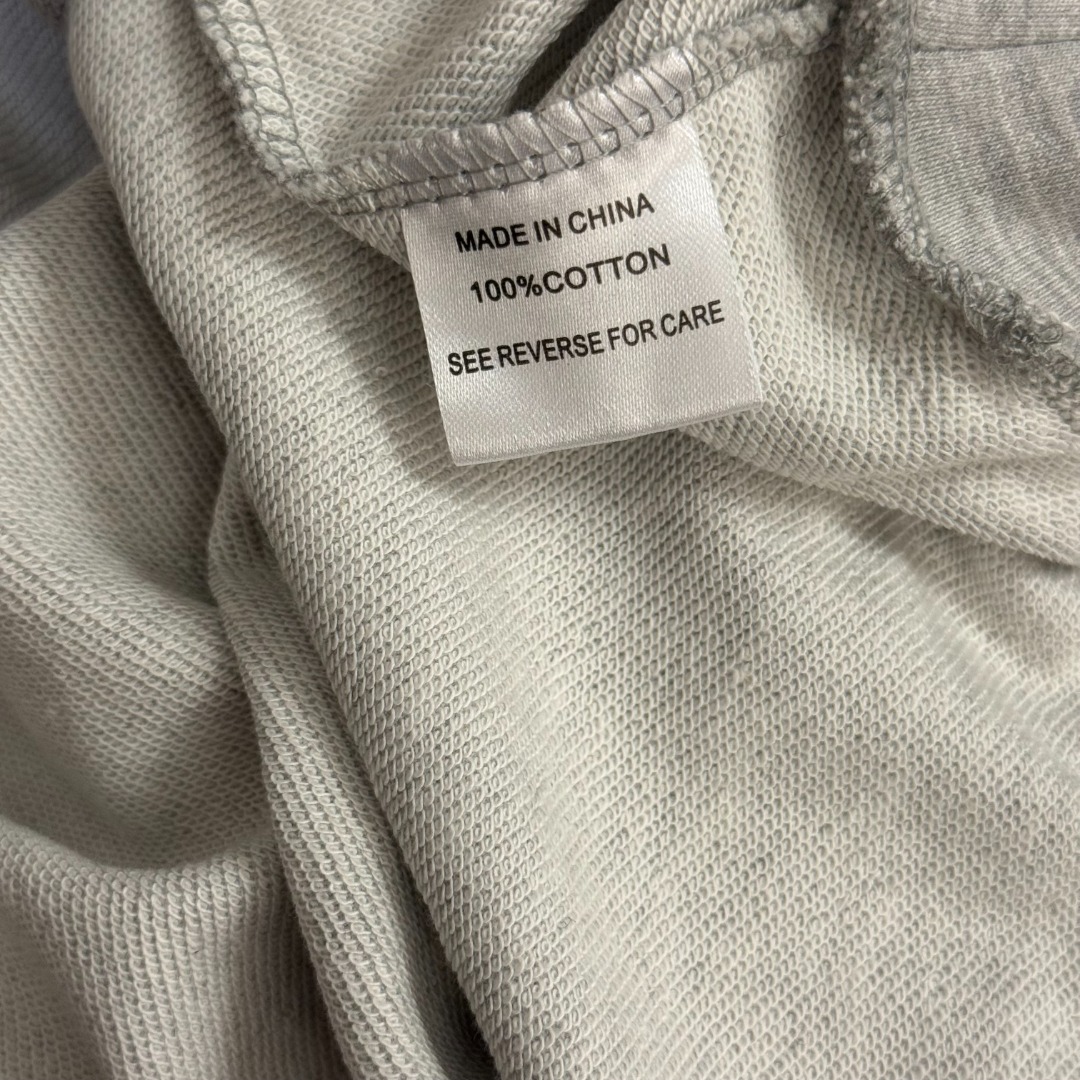 MADE IN CHINA
100%COTTON
SEE REVERSE FOR CARE